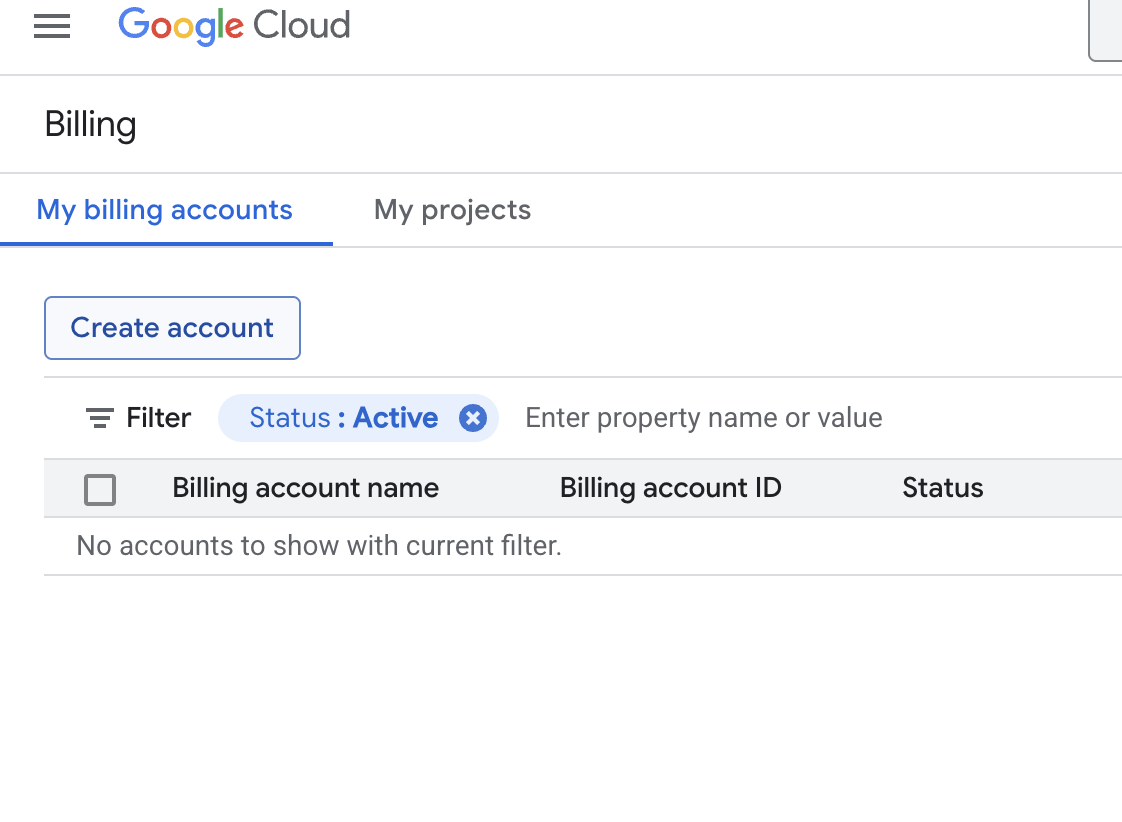 Google Cloud
Billing
My billing accounts My projects
Create account
Filter Status : Active Enter property name or value
Billing account name Billing account ID Status
No accounts to show with current filter.